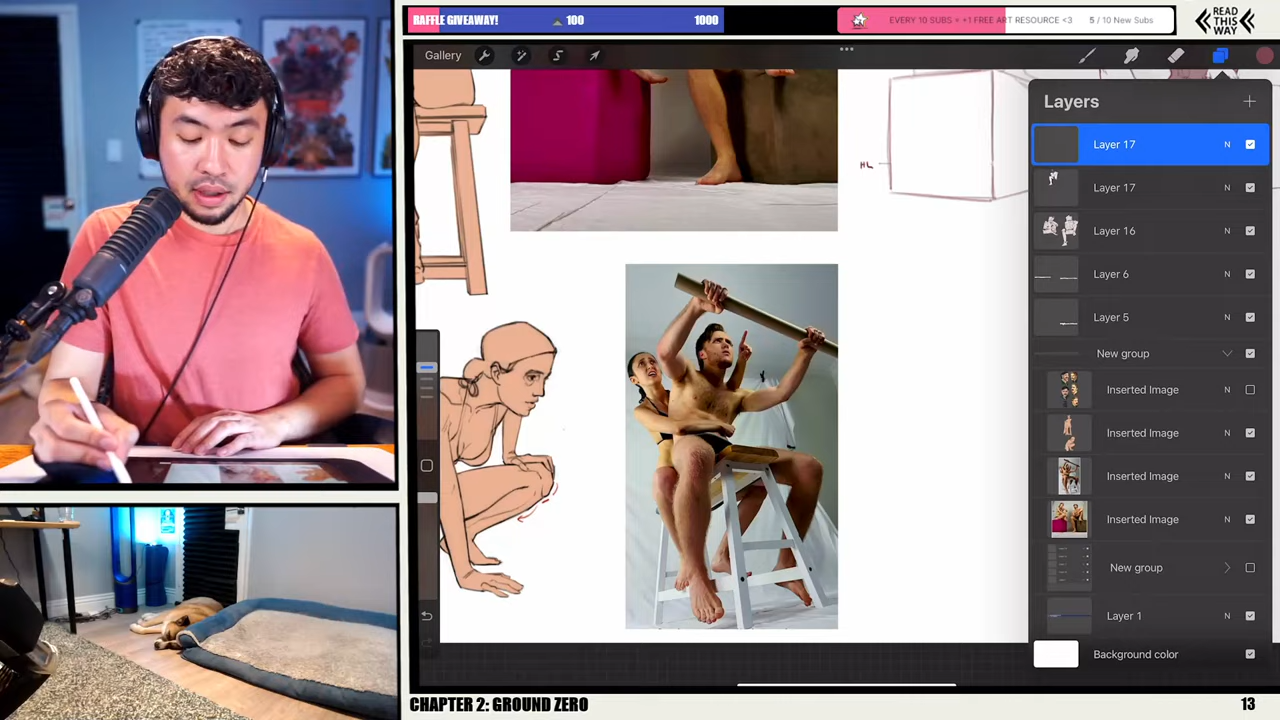 RAFFLE GIVEAWAY!
100
1000
EVERY 10 SUBS = +1 FREE ART RESOURCE <3
5 / 10 New Subs
READ
THIS
WAY
Gallery
Layers
Layer 17
N
Layer 17
N
Layer 16
N
Layer 6
N
Layer 5
N
New group
Inserted Image
N
Inserted Image
N
Inserted Image
N
Inserted Image
N
New group
Layer 1
N
Background color
HL
CHAPTER 2: GROUND ZERO
13